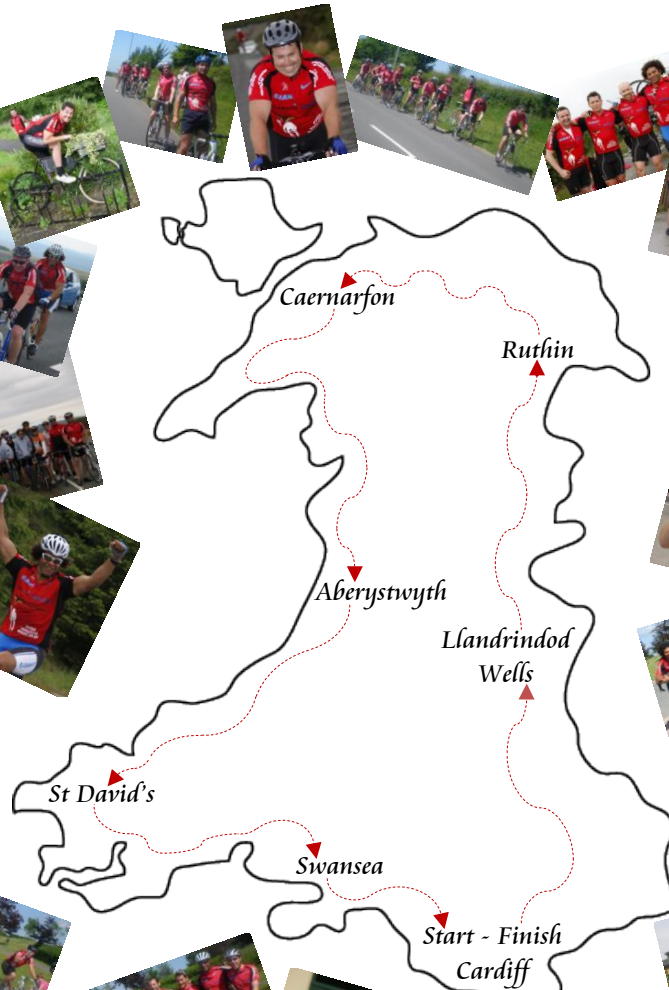 Caernarfon
Ruthin
Aberystwyth
Llandrindod
Wells
St David's
Swansea
Start - Finish
Cardiff